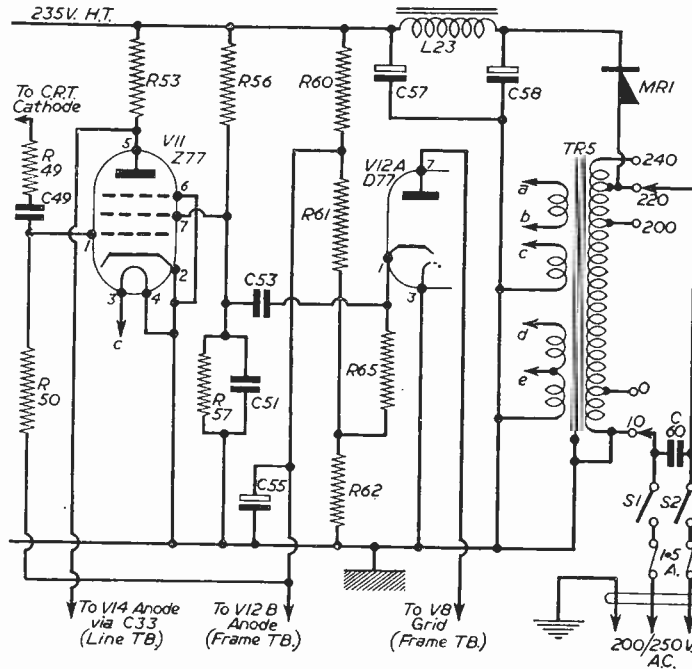 235V. H.T.
L23
R53
R56
R60
C57
C58
MR1
To C.R.T.
Cathode
V11
Z77
TR5
5
R
49
C49
6
7
V12A
D77
7
240
220
200
a
b
c
R61
1
2
3
4
C53
1
3
c
d
e
R
50
R
57
C51
R65
0
10
C
60
C55
R62
S1
S2
1·5
A.
To V14 Anode
via C33
(Line T.B.)
To V12 B
Anode
(Frame T.B.)
To V8
Grid
(Frame T.B.)
200/250 V.
A.C.